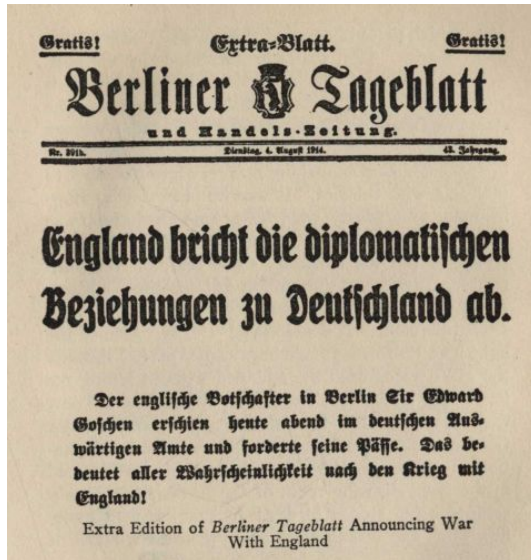 Gratis! Extra-Blatt. Gratis!
Berliner Tageblatt
und Handels-Zeitung.
Dienstag, 4. August 1914. 43. Jahrgang.
England bricht die diplomatischen
Beziehungen zu Deutschland ab.
Der englische Botschafter in Berlin Sir Edward
Goschen erschien heute abend im deutschen Aus-
wärtigen Amte und forderte seine Pässe. Das be-
deutet aller Wahrscheinlichkeit nach den Krieg mit
England!
Extra Edition of Berliner Tageblatt Announcing War
With England